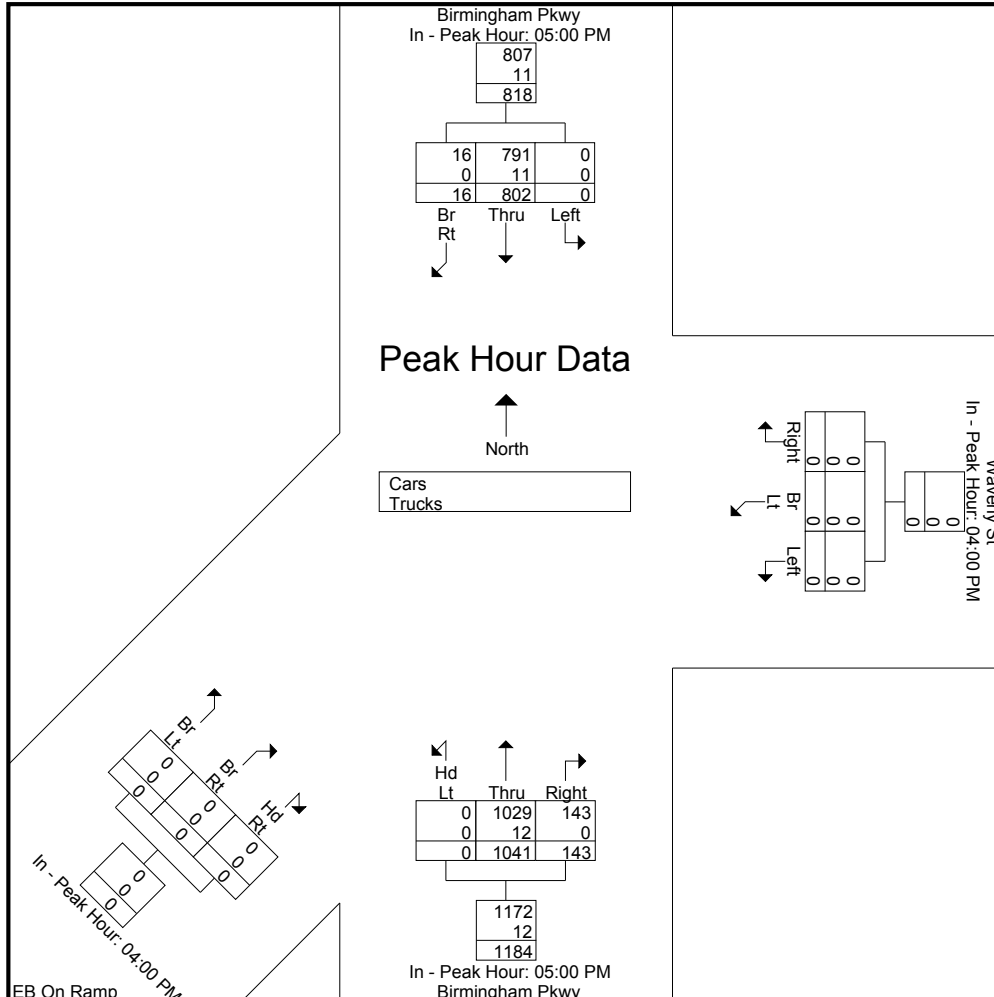 Birmingham Pkwy
In - Peak Hour: 05:00 PM
807
11
818
16 791 0
0 11 0
16 802 0
Br Thru Left
Rt
Peak Hour Data
North
Cars
Trucks
Waverly St
In - Peak Hour: 04:00 PM
0
0
0
Right Br Left
Lt
0 0 0
0 0 0
0 0 0
Br Br Hd
Lt Rt Rt
0 0 0
0 0 0
0 0 0
0
0
0
In - Peak Hour: 04:00 PM
EB On Ramp
Hd
Lt Thru Right
0 1029 143
0 12 0
0 1041 143
1172
12
1184
In - Peak Hour: 05:00 PM
Birmingham Pkwy